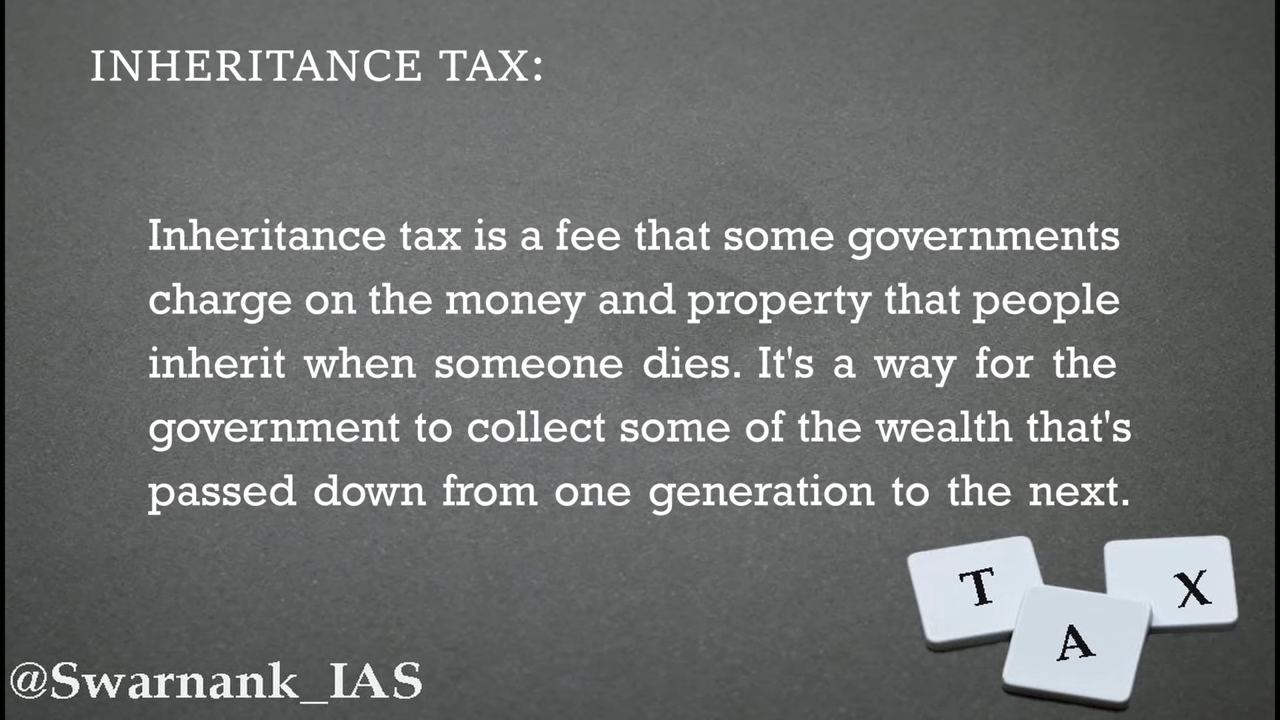 INHERITANCE TAX:
Inheritance tax is a fee that some governments
charge on the money and property that people
inherit when someone dies. It's a way for the
government to collect some of the wealth that's
passed down from one generation to the next.
T A X
@Swarnank_IAS